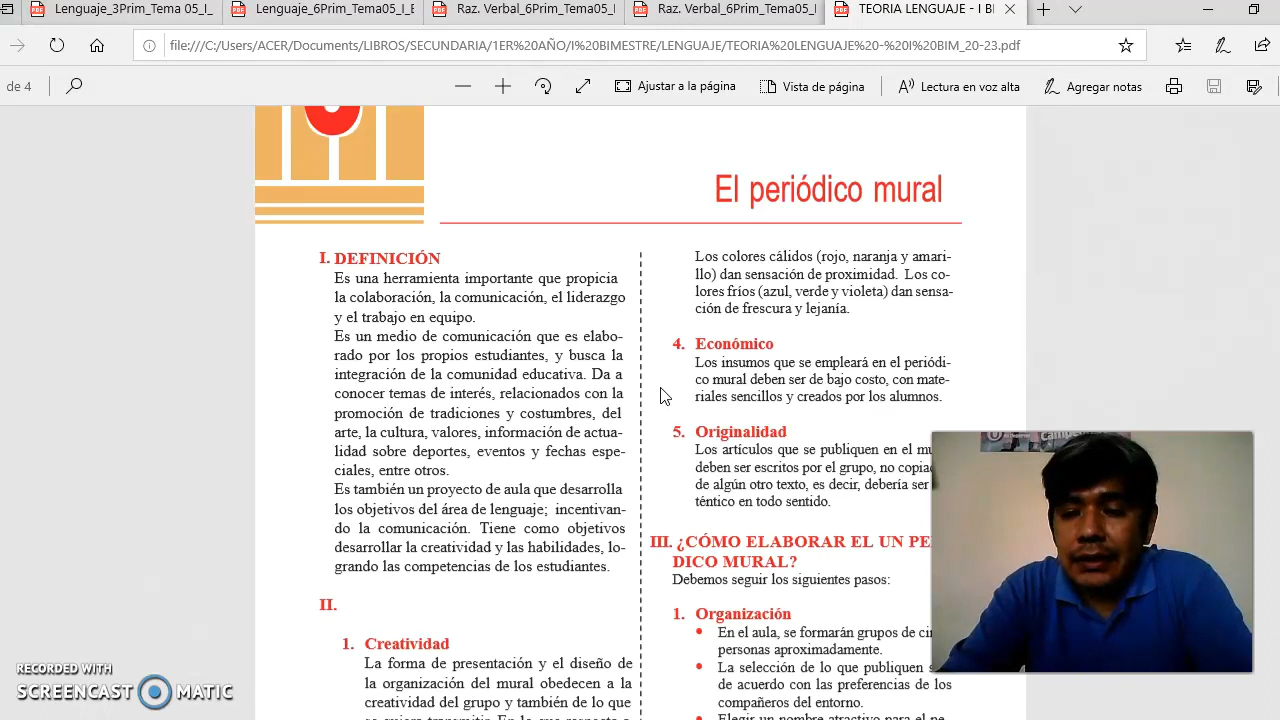 Lenguaje_3Prim_Tema 05_I_
Lenguaje_6Prim_Tema05_I_E
Raz. Verbal_6Prim_Tema05_I
Raz. Verbal_6Prim_Tema05_I
TEORIA LENGUAJE - I BI
file:///C:/Users/ACER/Documents/LIBROS/SECUNDARIA/1ER%20AÑO/I%20BIMESTRE/LENGUAJE/TEORIA%20LENGUAJE%20-%20I%20BIM_20-23.pdf
de 4
Ajustar a la página
Vista de página
Lectura en voz alta
Agregar notas
El periódico mural
I. DEFINICIÓN
Es una herramienta importante que propicia
la colaboración, la comunicación, el liderazgo
y el trabajo en equipo.
Es un medio de comunicación que es elabo-
rado por los propios estudiantes, y busca la
integración de la comunidad educativa. Da a
conocer temas de interés, relacionados con la
promoción de tradiciones y costumbres, del
arte, la cultura, valores, información de actua-
lidad sobre deportes, eventos y fechas espe-
ciales, entre otros.
Es también un proyecto de aula que desarrolla
los objetivos del área de lenguaje; incentivan-
do la comunicación. Tiene como objetivos
desarrollar la creatividad y las habilidades, lo-
grando las competencias de los estudiantes.
II.
1. Creatividad
La forma de presentación y el diseño de
la organización del mural obedecen a la
creatividad del grupo y también de lo que
Los colores cálidos (rojo, naranja y amari-
llo) dan sensación de proximidad. Los co-
lores fríos (azul, verde y violeta) dan sensa-
ción de frescura y lejanía.
4. Económico
Los insumos que se empleará en el periódi-
co mural deben ser de bajo costo, con mate-
riales sencillos y creados por los alumnos.
5. Originalidad
Los artículos que se publiquen en el mu
deben ser escritos por el grupo, no copia
de algún otro texto, es decir, debería ser
téntico en todo sentido.
III. ¿CÓMO ELABORAR EL UN PE
DICO MURAL?
Debemos seguir los siguientes pasos:
1. Organización
• En el aula, se formarán grupos de ci
personas aproximadamente.
• La selección de lo que publiquen s
de acuerdo con las preferencias de los
compañeros del entorno.
• Elegir un nombre atractivo para el pe-
RECORDED WITH
SCREENCAST MATIC